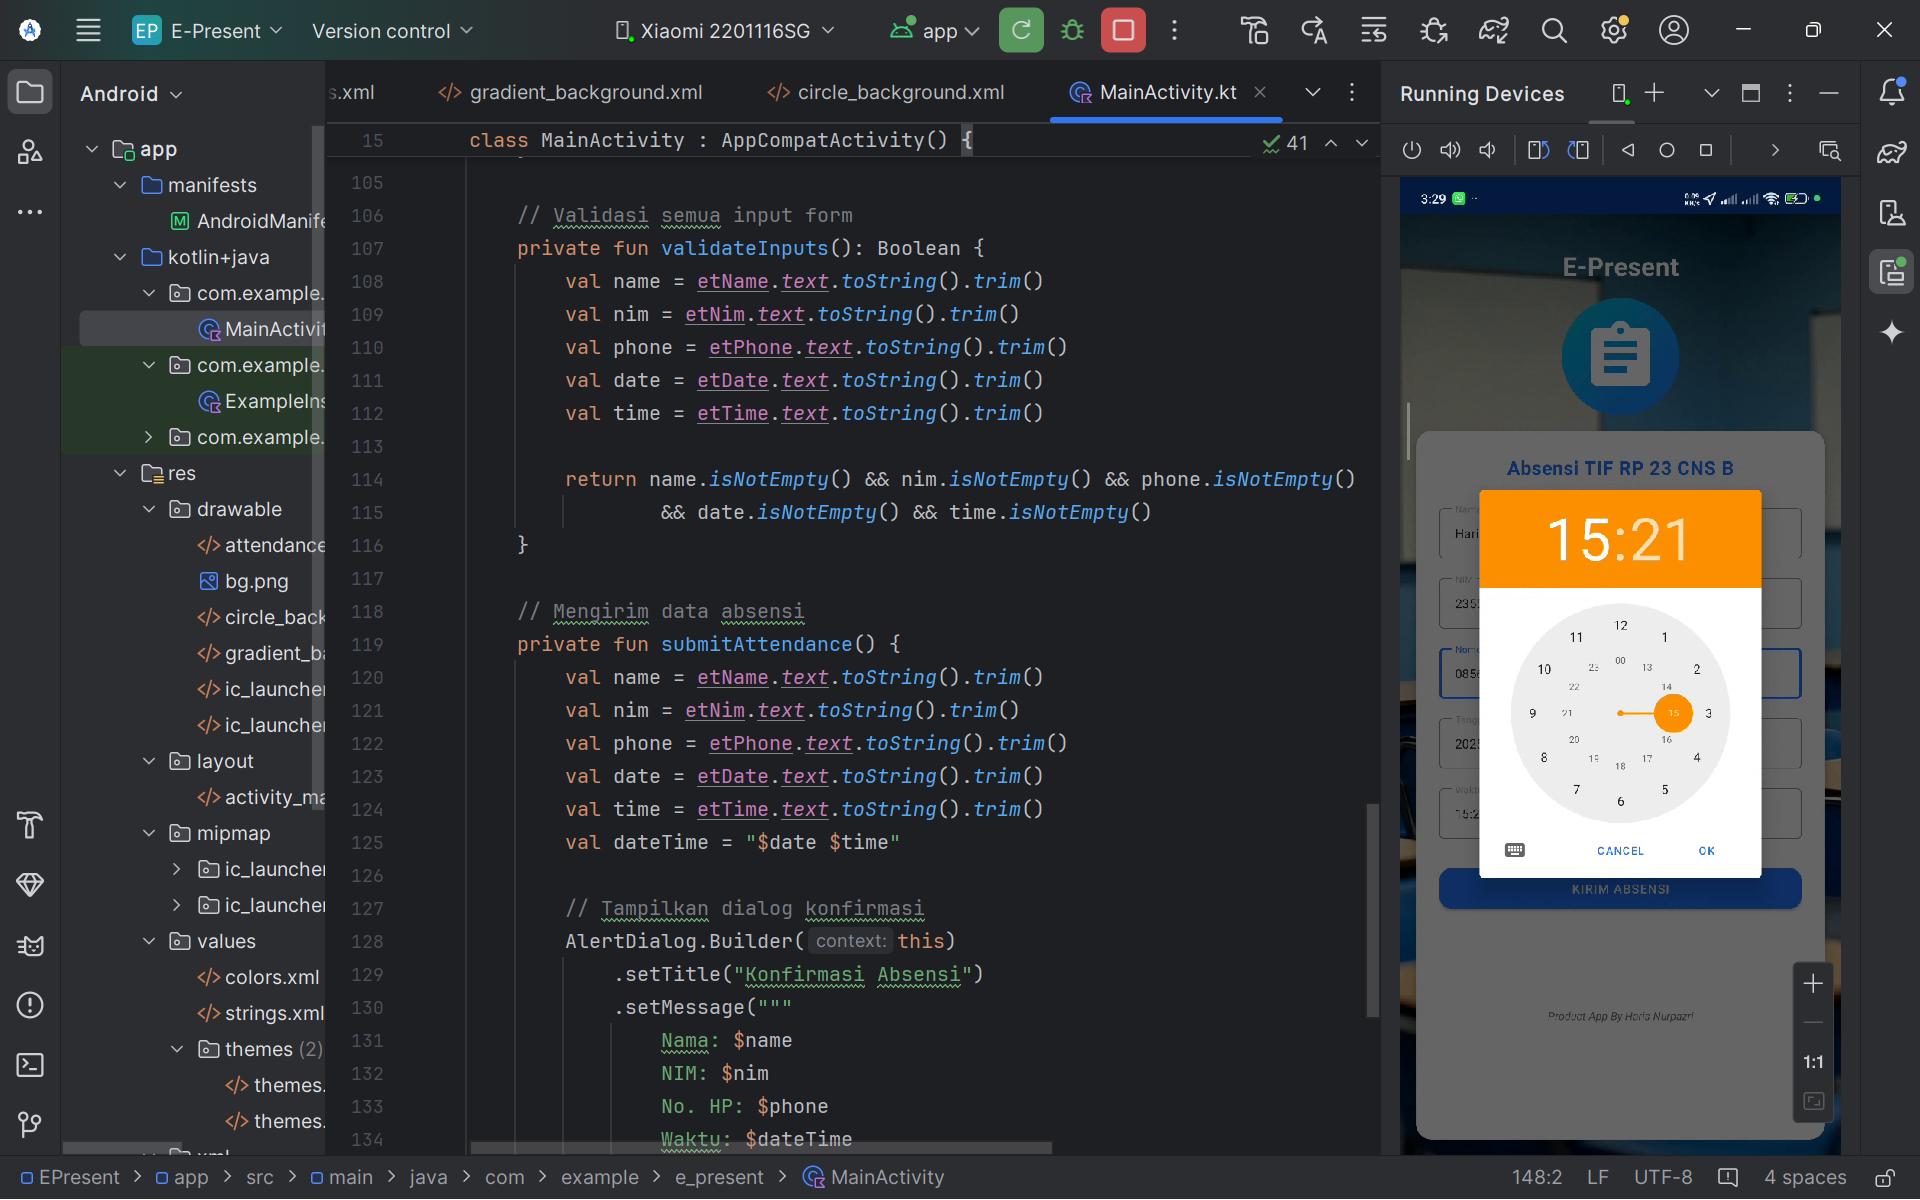 EP E-Present Version control Xiaomi 2201116SG app
Android
app
manifests
AndroidManife
kotlin+java
com.example.
MainActivit
com.example.
ExampleIns
com.example.
res
drawable
attendance
bg.png
circle_back
gradient_ba
ic_launcher
ic_launcher
layout
activity_ma
mipmap
ic_launcher
ic_launcher
values
colors.xml
strings.xml
themes (2)
themes.
themes.
s.xml gradient_background.xml circle_background.xml MainActivity.kt
15 class MainActivity : AppCompatActivity() { 41
105
106 // Validasi semua input form
107 private fun validateInputs(): Boolean {
108 val name = etName.text.toString().trim()
109 val nim = etNim.text.toString().trim()
110 val phone = etPhone.text.toString().trim()
111 val date = etDate.text.toString().trim()
112 val time = etTime.text.toString().trim()
113
114 return name.isNotEmpty() && nim.isNotEmpty() && phone.isNotEmpty()
115 && date.isNotEmpty() && time.isNotEmpty()
116 }
117
118 // Mengirim data absensi
119 private fun submitAttendance() {
120 val name = etName.text.toString().trim()
121 val nim = etNim.text.toString().trim()
122 val phone = etPhone.text.toString().trim()
123 val date = etDate.text.toString().trim()
124 val time = etTime.text.toString().trim()
125 val dateTime = "$date $time"
126
127 // Tampilkan dialog konfirmasi
128 AlertDialog.Builder( context: this)
129 .setTitle("Konfirmasi Absensi")
130 .setMessage("""
131 Nama: $name
132 NIM: $nim
133 No. HP: $phone
134 Waktu: $dateTime
Running Devices
3:29
E-Present
Absensi TIF RP 23 CNS B
Nama
Hari
NIM
235
Nomo
085
Tangg
202
Waktu
15:2
15:21
12
11 1
00
23 13
10 2
22 14
9 21 15 3
20 16
8 19 17 4
18
7 5
6
CANCEL OK
KIRIM ABSENSI
Product App By Haris Nurpazri
1:1
EPresent > app > src > main > java > com > example > e_present > MainActivity
148:2 LF UTF-8 4 spaces